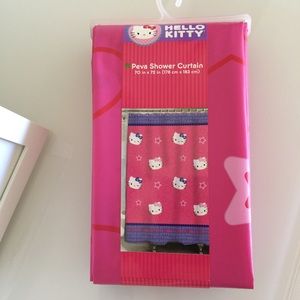 HELLO
KITTY
Peva Shower Curtain
70 in x 72 in (178 cm x 183 cm)